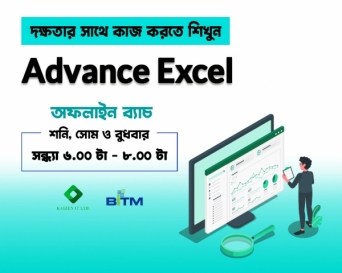 দক্ষতার সাথে কাজ করতে শিখুন
Advance Excel
অফলাইন ব্যাচ
শনি, সোম ও বুধবার
সন্ধ্যা ৬.০০ টা - ৮.০০ টা
BITM